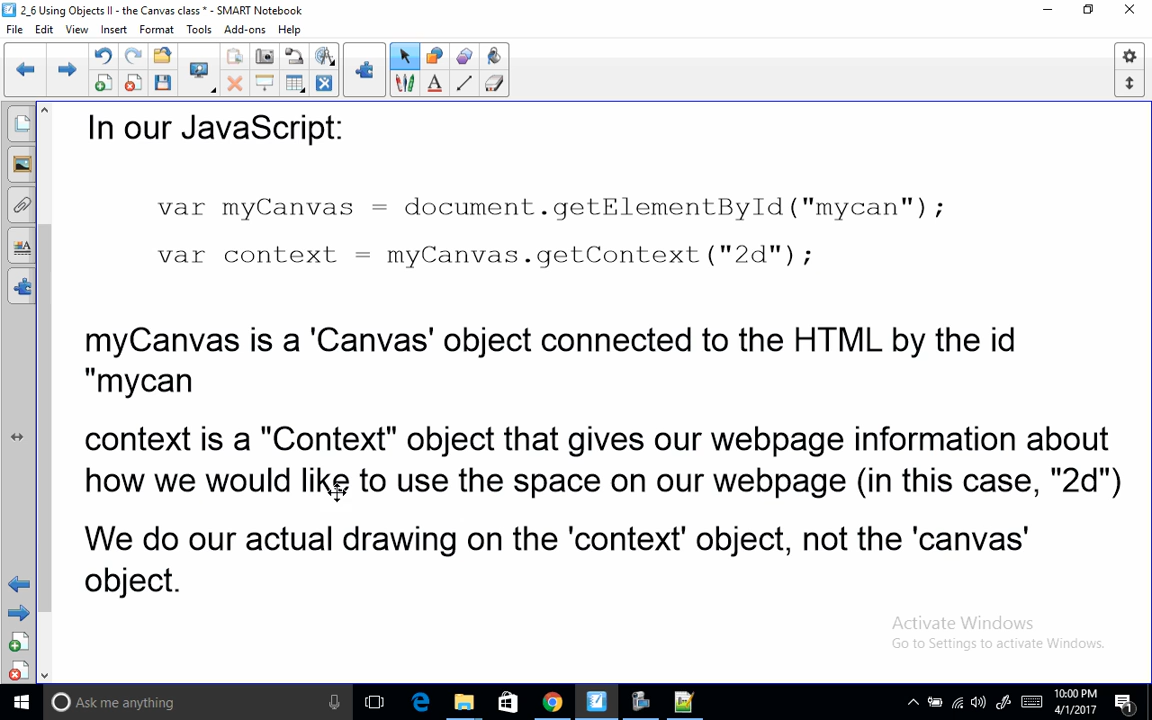 2_6 Using Objects II - the Canvas class * - SMART Notebook
File Edit View Insert Format Tools Add-ons Help
In our JavaScript:
var myCanvas = document.getElementById("mycan");
var context = myCanvas.getContext("2d");
myCanvas is a 'Canvas' object connected to the HTML by the id
"mycan
context is a "Context" object that gives our webpage information about
how we would like to use the space on our webpage (in this case, "2d")
We do our actual drawing on the 'context' object, not the 'canvas'
object.
Activate Windows
Go to Settings to activate Windows.
Ask me anything
10:00 PM
4/1/2017
1